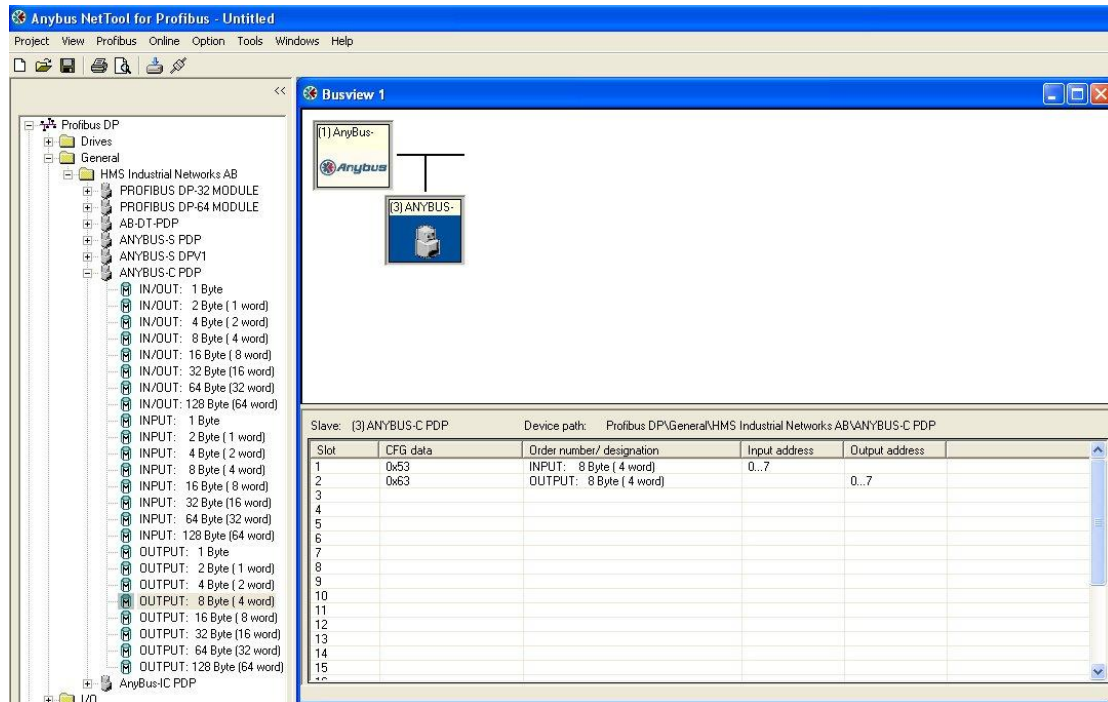 Anybus NetTool for Profibus - Untitled
Project View Profibus Online Option Tools Windows Help
<<
Profibus DP
Drives
General
HMS Industrial Networks AB
PROFIBUS DP-32 MODULE
PROFIBUS DP-64 MODULE
AB-DT-PDP
ANYBUS-S PDP
ANYBUS-S DPV1
ANYBUS-C PDP
IN/OUT: 1 Byte
IN/OUT: 2 Byte ( 1 word)
IN/OUT: 4 Byte ( 2 word)
IN/OUT: 8 Byte ( 4 word)
IN/OUT: 16 Byte ( 8 word)
IN/OUT: 32 Byte (16 word)
IN/OUT: 64 Byte (32 word)
IN/OUT: 128 Byte (64 word)
INPUT: 1 Byte
INPUT: 2 Byte ( 1 word)
INPUT: 4 Byte ( 2 word)
INPUT: 8 Byte ( 4 word)
INPUT: 16 Byte ( 8 word)
INPUT: 32 Byte (16 word)
INPUT: 64 Byte (32 word)
INPUT: 128 Byte (64 word)
OUTPUT: 1 Byte
OUTPUT: 2 Byte ( 1 word)
OUTPUT: 4 Byte ( 2 word)
OUTPUT: 8 Byte ( 4 word)
OUTPUT: 16 Byte ( 8 word)
OUTPUT: 32 Byte (16 word)
OUTPUT: 64 Byte (32 word)
OUTPUT: 128 Byte (64 word)
AnyBus-IC PDP
I/O
Busview 1
(1) AnyBus-
Anybus
(3) ANYBUS-
Slave: (3) ANYBUS-C PDP Device path: Profibus DP\General\HMS Industrial Networks AB\ANYBUS-C PDP
Slot CFG data Order number/ designation Input address Output address
1 0x53 INPUT: 8 Byte ( 4 word) 0...7
2 0x63 OUTPUT: 8 Byte ( 4 word) 0...7
3
4
5
6
7
8
9
10
11
12
13
14
15